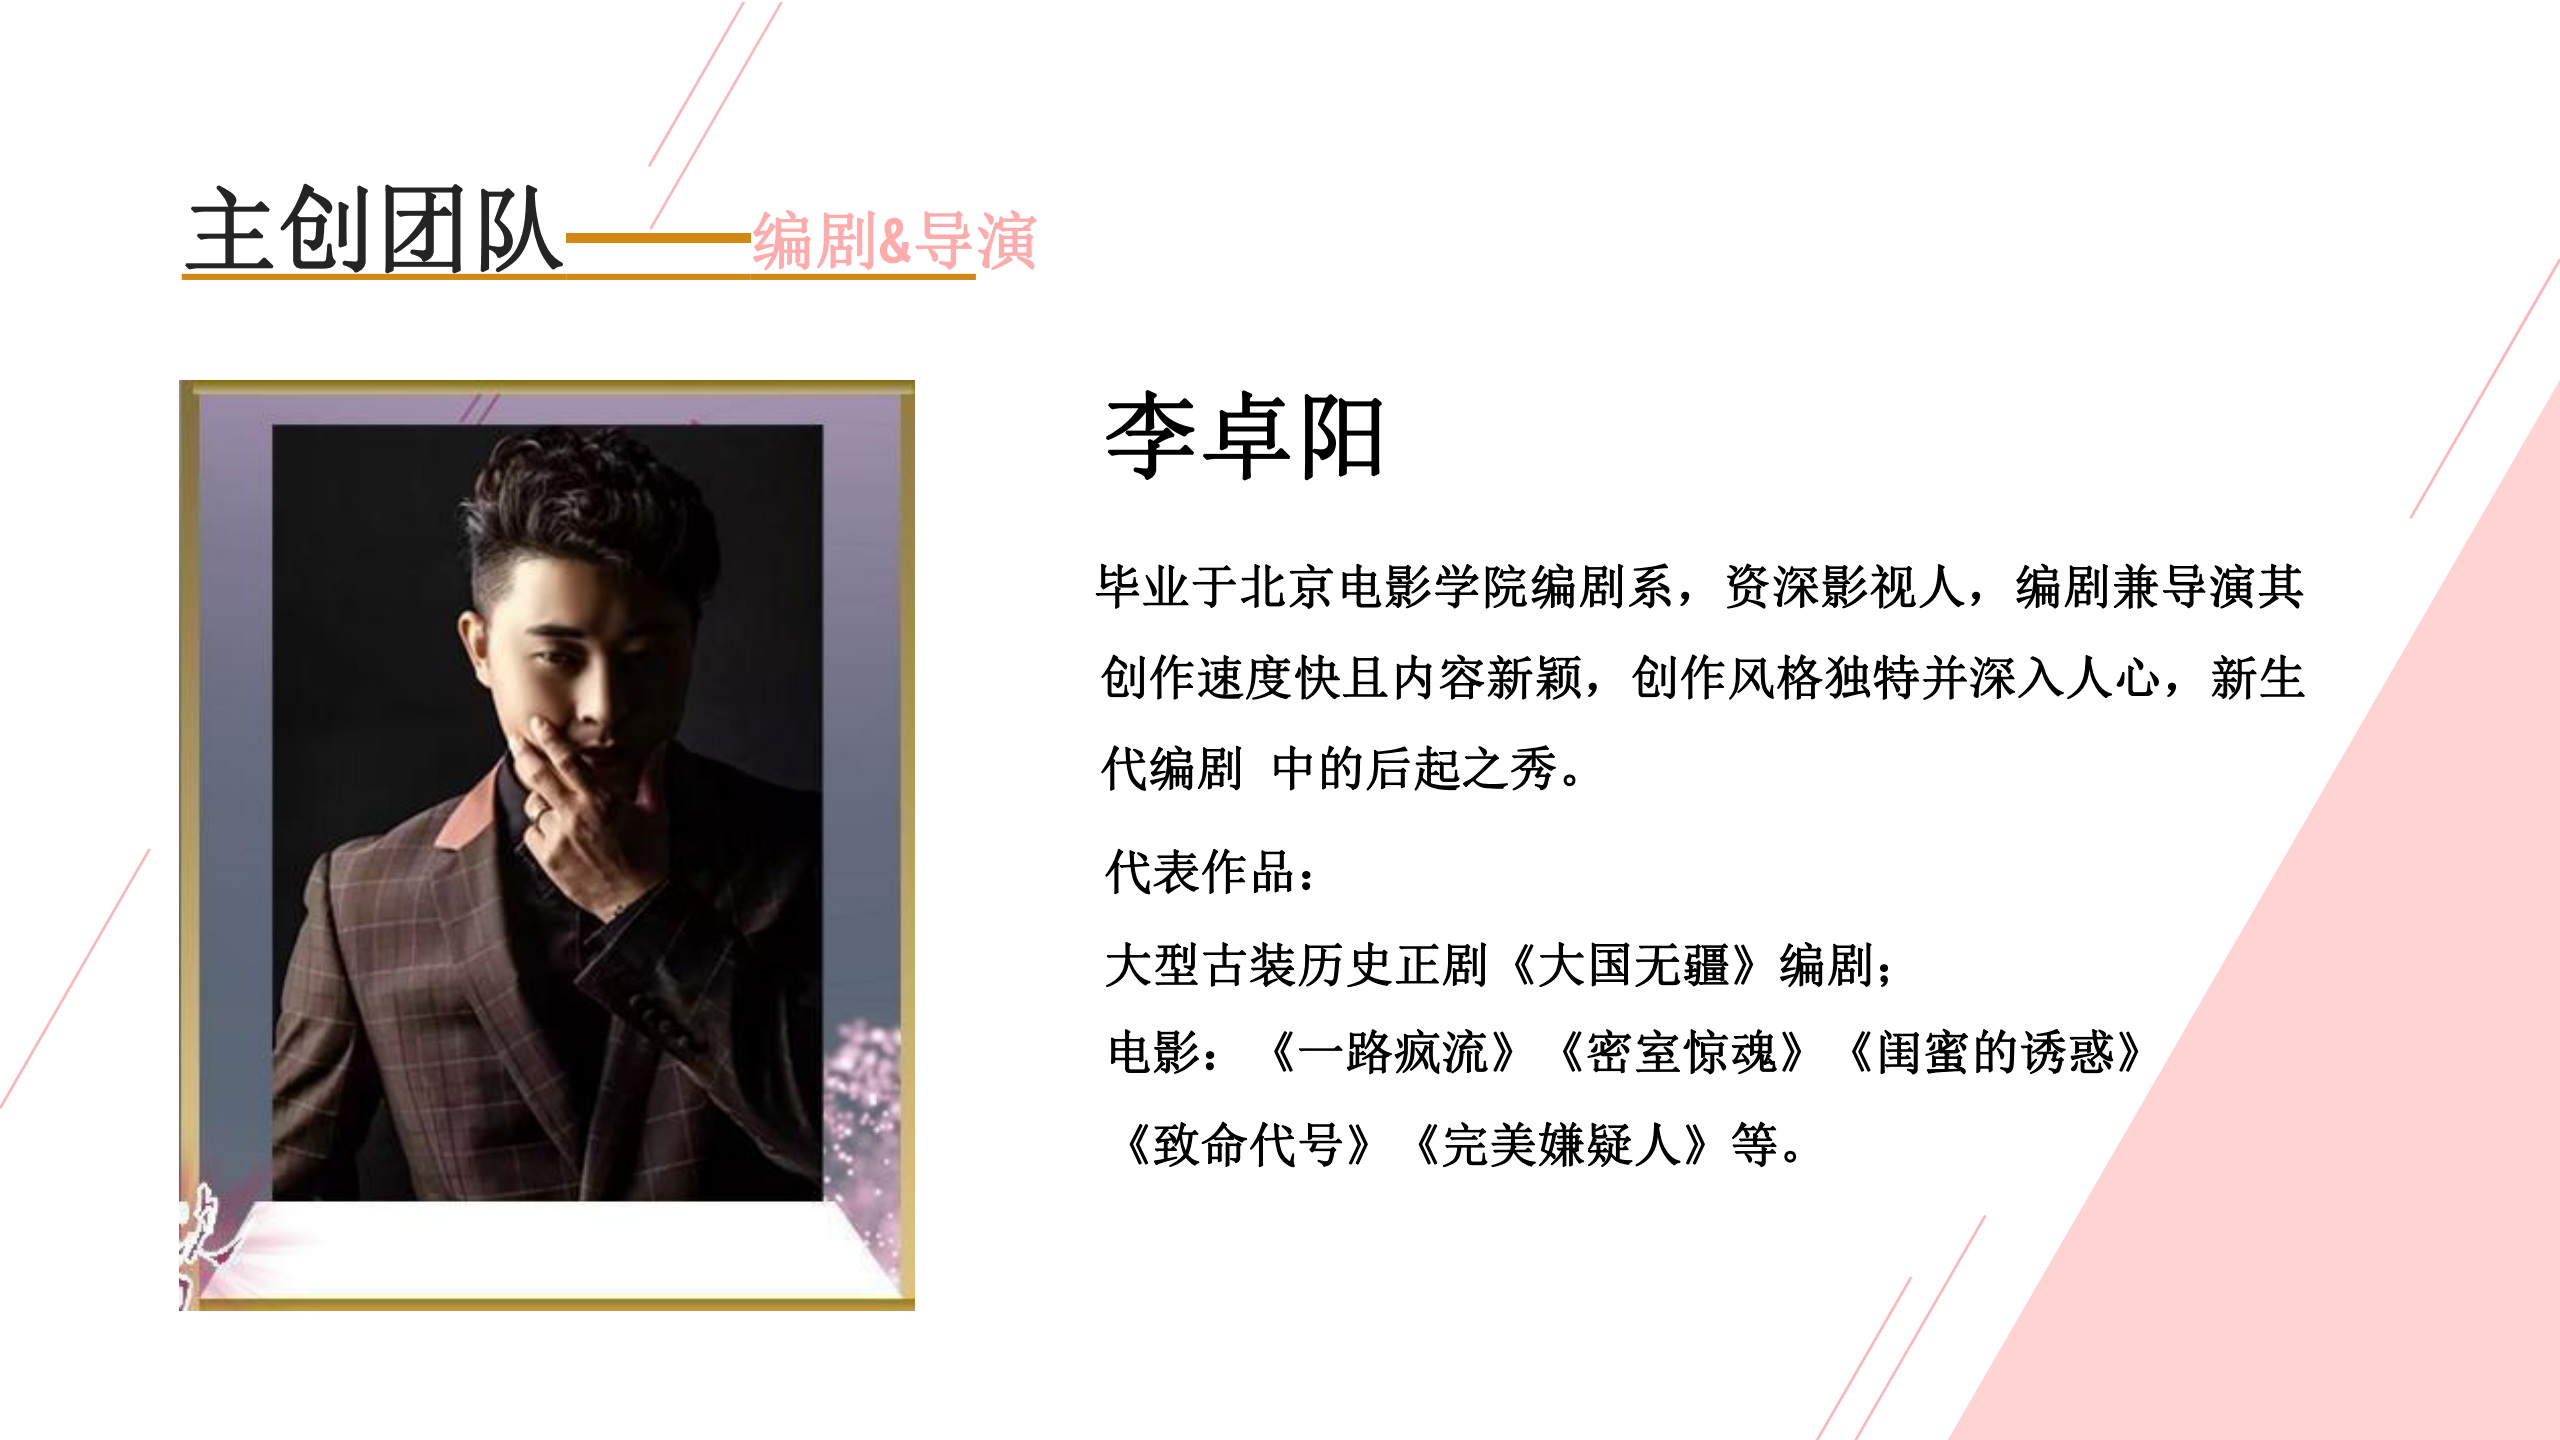 主创团队——编剧&导演
李卓阳
毕业于北京电影学院编剧系，资深影视人，编剧兼导演其
创作速度快且内容新颖，创作风格独特并深入人心，新生
代编剧 中的后起之秀。
代表作品：
大型古装历史正剧《大国无疆》编剧；
电影：《一路疯流》《密室惊魂》《闺蜜的诱惑》
《致命代号》《完美嫌疑人》等。